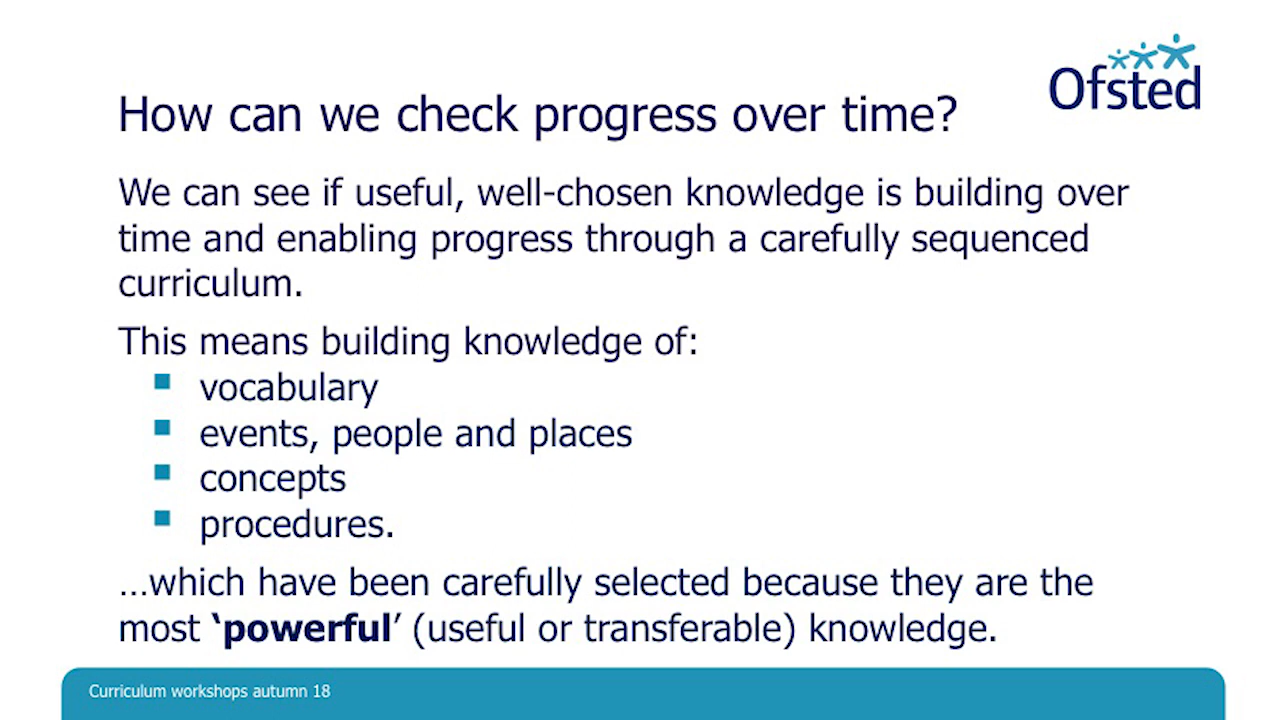 Ofsted
How can we check progress over time?
We can see if useful, well-chosen knowledge is building over
time and enabling progress through a carefully sequenced
curriculum.
This means building knowledge of:
vocabulary
events, people and places
concepts
procedures.
...which have been carefully selected because they are the
most ‘powerful’ (useful or transferable) knowledge.
Curriculum workshops autumn 18